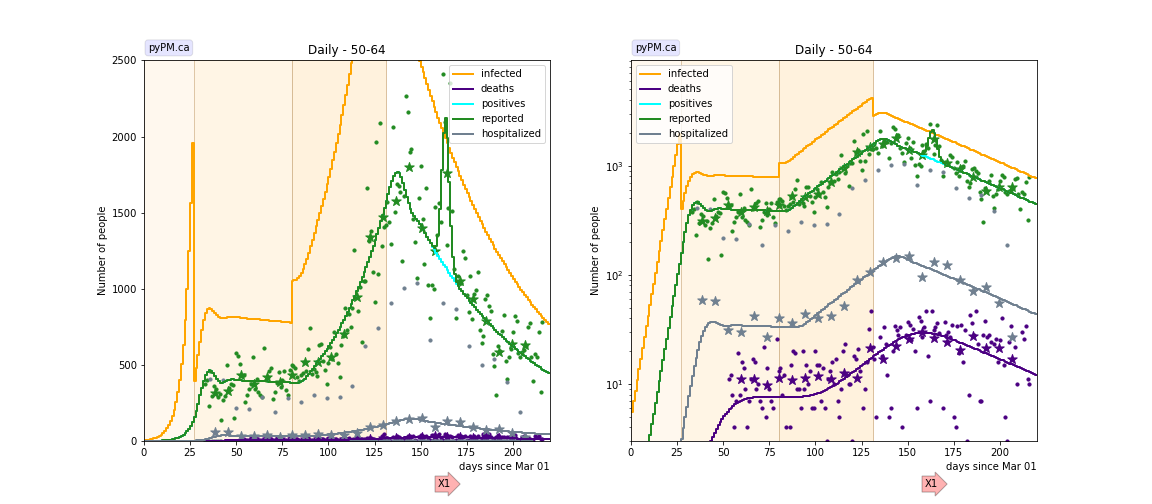 pyPM.ca
Daily - 50-64
2500
2000
1500
1000
500
0
Number of people
0 25 50 75 100 125 150 175 200
days since Mar 01
infected
deaths
positives
reported
hospitalized
X1
pyPM.ca
Daily - 50-64
10³
10²
10¹
Number of people
0 25 50 75 100 125 150 175 200
days since Mar 01
infected
deaths
positives
reported
hospitalized
X1